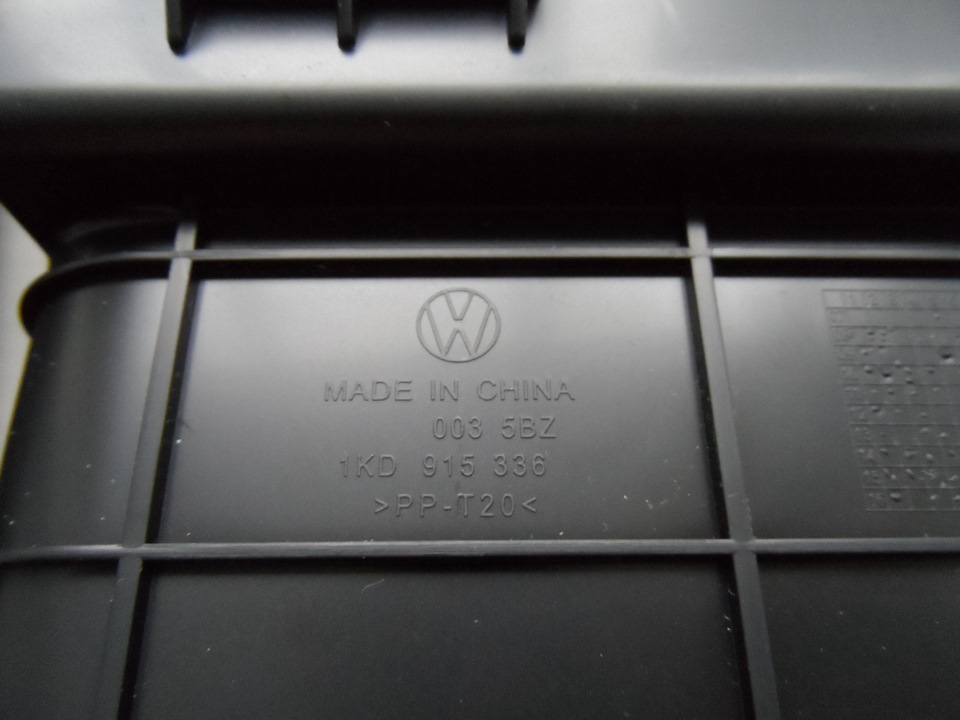 MADE IN CHINA
003 5BZ
1KD 915 336
>PP-T20<